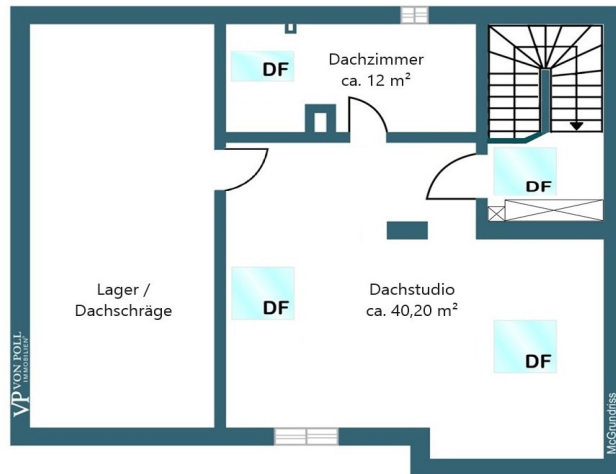 DF
Dachzimmer
ca. 12 m²
DF
Lager /
Dachschräge
DF
Dachstudio
ca. 40,20 m²
DF
VP VON POLL
IMMOBILIEN
McGrundriss